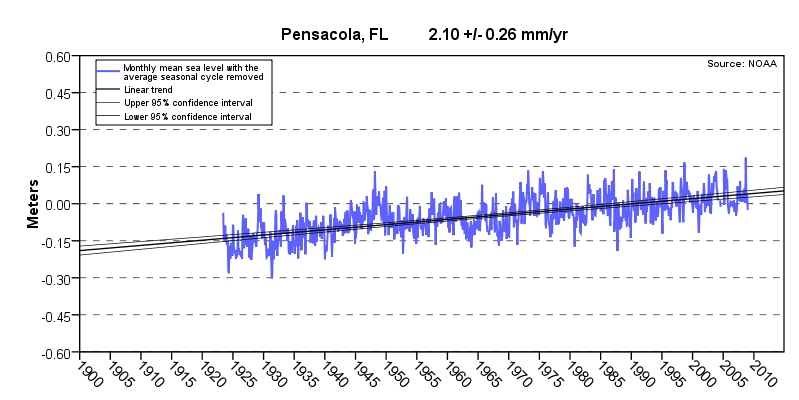 Pensacola, FL 2.10 +/- 0.26 mm/yr
Source: NOAA
Monthly mean sea level with the
average seasonal cycle removed
Linear trend
Upper 95% confidence interval
Lower 95% confidence interval
Meters
0.60
0.45
0.30
0.15
0.00
-0.15
-0.30
-0.45
-0.60
1900 1905 1910 1915 1920 1925 1930 1935 1940 1945 1950 1955 1960 1965 1970 1975 1980 1985 1990 1995 2000 2005 2010